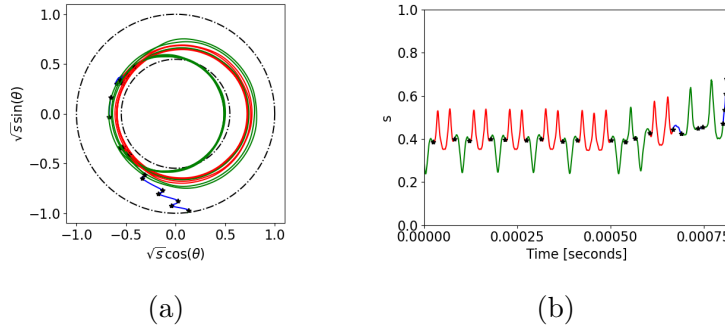 1.0
0.5
0.0
−0.5
−1.0
−1.0 −0.5 0.0 0.5 1.0
√s sin(θ)
√s cos(θ)
(a)
1.0
0.8
0.6
0.4
0.2
0.0
s
0.00000 0.00025 0.00050 0.00075
Time [seconds]
(b)